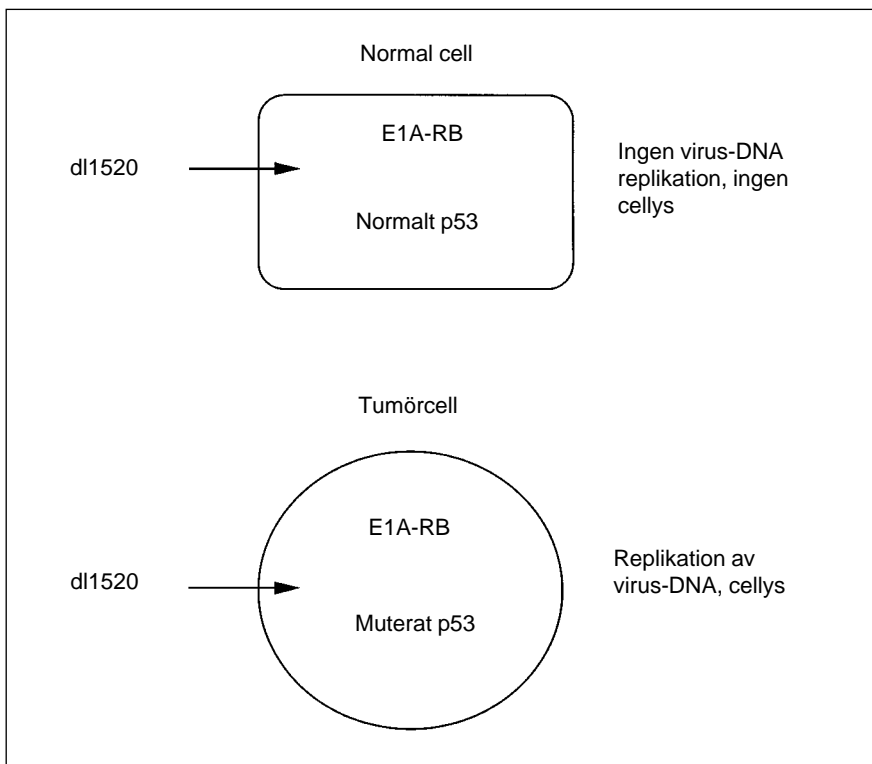 Normal cell
E1A-RB
dl1520
Normalt p53
Ingen virus-DNA
replikation, ingen
cellys
Tumörcell
E1A-RB
dl1520
Muterat p53
Replikation av
virus-DNA, cellys